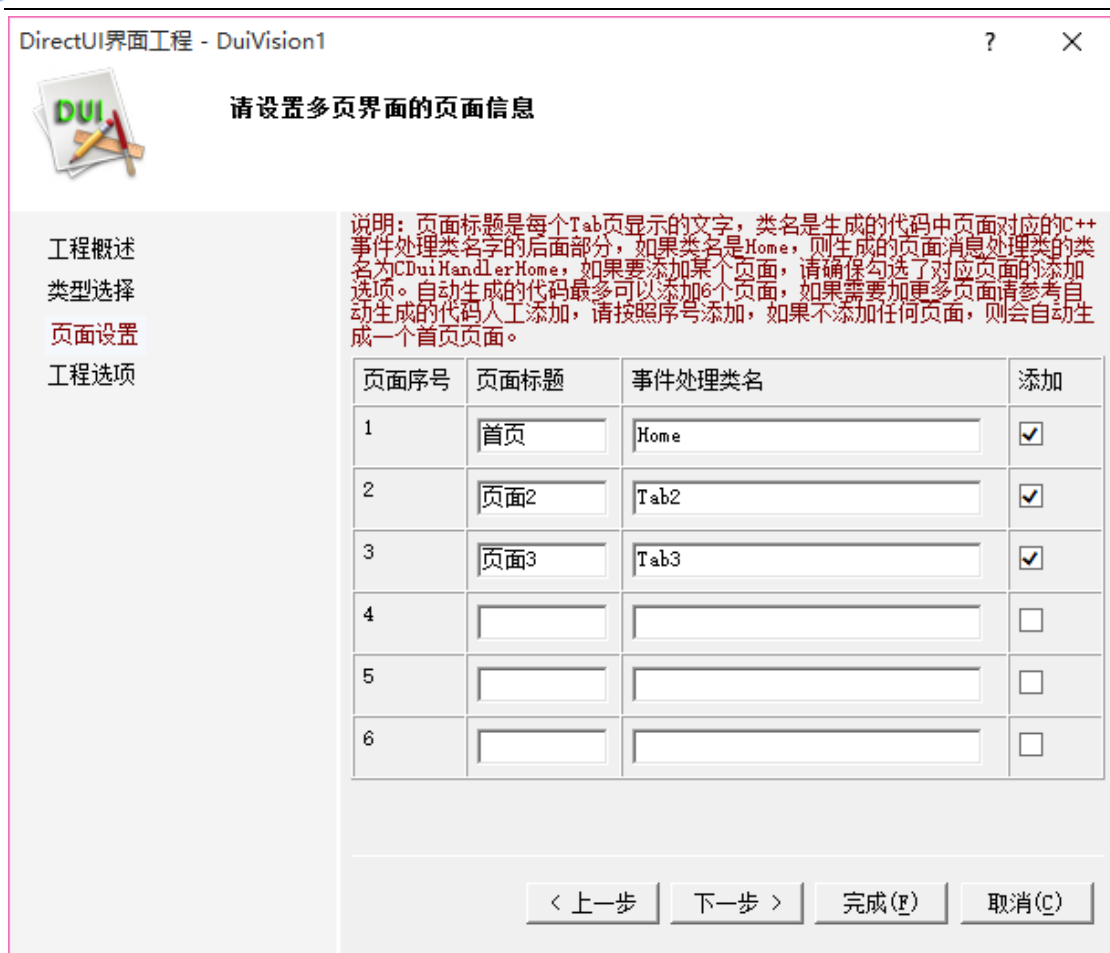 DirectUI界面工程 - DuiVision1
?
DUI
请设置多页界面的页面信息
工程概述
类型选择
页面设置
工程选项
说明：页面标题是每个Tab页显示的文字，类名是生成的代码中页面对应的C++
事件处理类名字的后面部分，如果类名是Home，则生成的页面消息处理类的类
名为CDuiHandlerHome，如果要添加某个页面，请确保勾选了对应页面的添加
选项。自动生成的代码最多可以添加6个页面，如果需要加更多页面请参考自
动生成的代码人工添加，请按照序号添加，如果不添加任何页面，则会自动生
成一个首页页面。
页面序号 页面标题 事件处理类名 添加
1 首页 Home
2 页面2 Tab2
3 页面3 Tab3
4
5
6
< 上一步 下一步 > 完成(F) 取消(C)